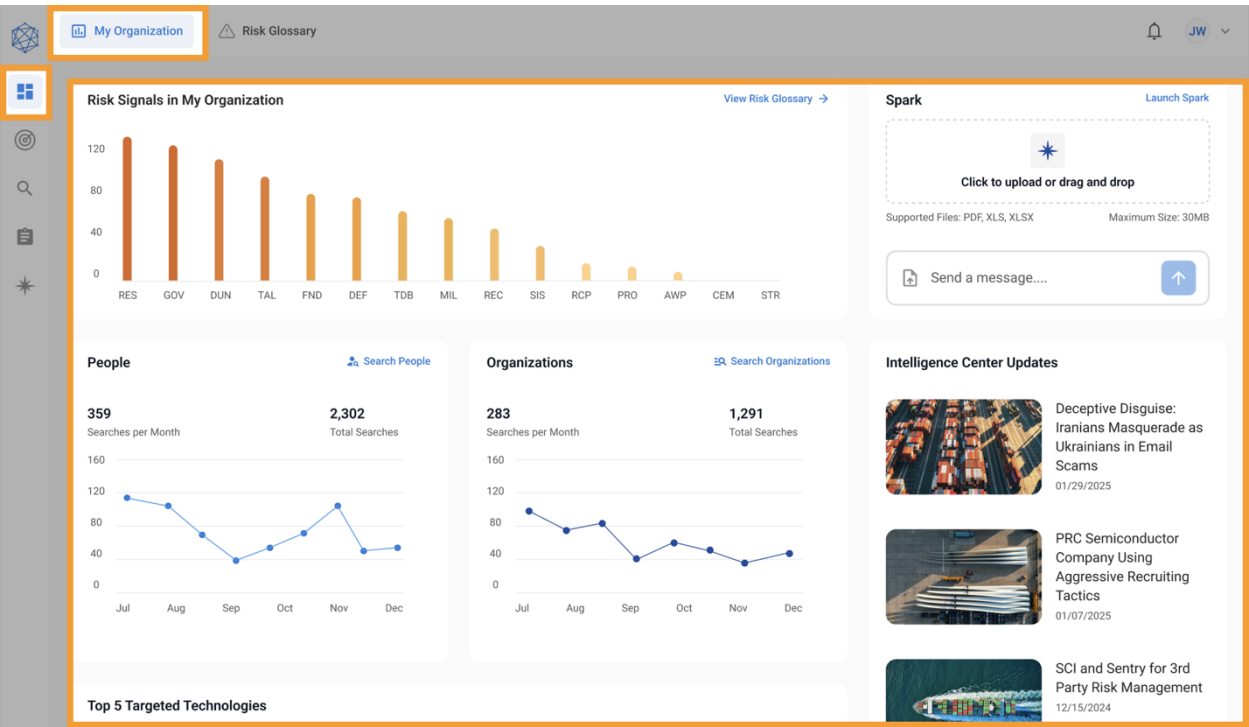 My Organization
Risk Glossary
JW
Risk Signals in My Organization
View Risk Glossary →
120
80
40
0
RES GOV DUN TAL FND DEF TDB MIL REC SIS RCP PRO AWP CEM STR
Spark
Launch Spark
Click to upload or drag and drop
Supported Files: PDF, XLS, XLSX
Maximum Size: 30MB
Send a message....
People
Search People
359
Searches per Month
2,302
Total Searches
160
120
80
40
0
Jul Aug Sep Oct Nov Dec
Organizations
Search Organizations
283
Searches per Month
1,291
Total Searches
160
120
80
40
0
Jul Aug Sep Oct Nov Dec
Intelligence Center Updates
Deceptive Disguise:
Iranians Masquerade as
Ukrainians in Email
Scams
01/29/2025
PRC Semiconductor
Company Using
Aggressive Recruiting
Tactics
01/07/2025
SCI and Sentry for 3rd
Party Risk Management
12/15/2024
Top 5 Targeted Technologies